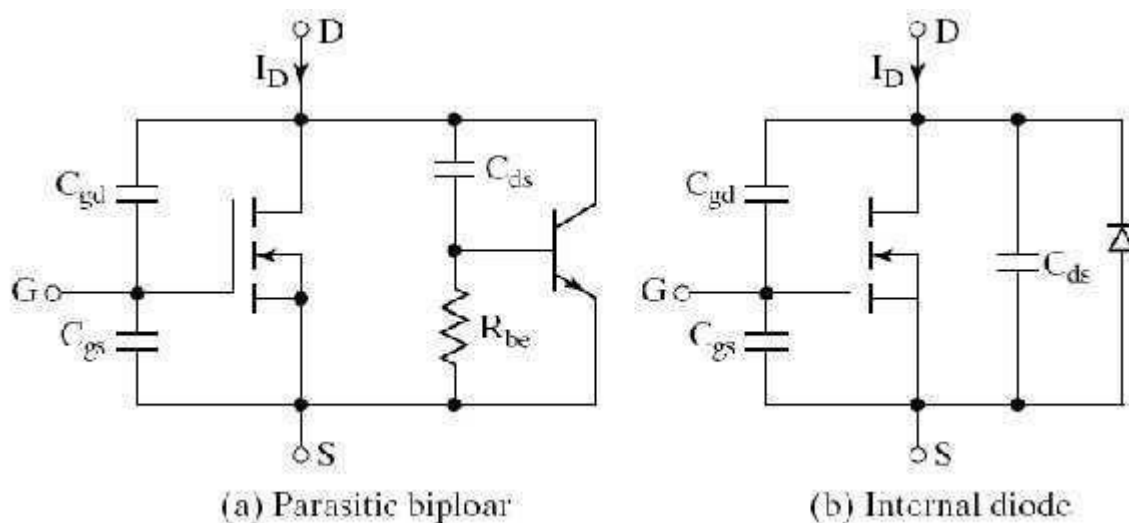 D
I_D
C_gd
C_ds
G
C_gs
R_be
S
(a) Parasitic biploar
D
I_D
C_gd
C_ds
G
C_gs
S
(b) Internal diode